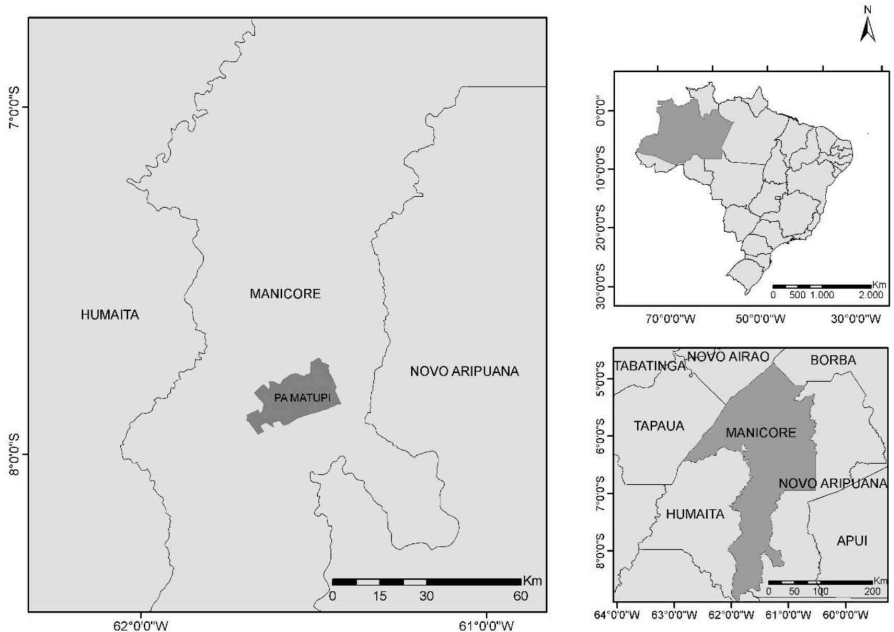 7°0'0"S
8°0'0"S
HUMAITA
MANICORE
NOVO ARIPUANA
PA MATUPI
Km
0 15 30 60
62°0'0"W 61°0'0"W
N
0°0'0"
10°0'0"S
20°0'0"S
30°0'0"S
Km
0 500 1.000 2.000
70°0'0"W 50°0'0"W 30°0'0"W
5°0'0"S
6°0'0"S
7°0'0"S
8°0'0"S
NOVO AIRAO
TABATINGA
BORBA
TAPAUA
MANICORE
NOVO ARIPUANA
HUMAITA
APUI
Km
0 50 100 200
64°0'0"W 63°0'0"W 62°0'0"W 61°0'0"W 60°0'0"W